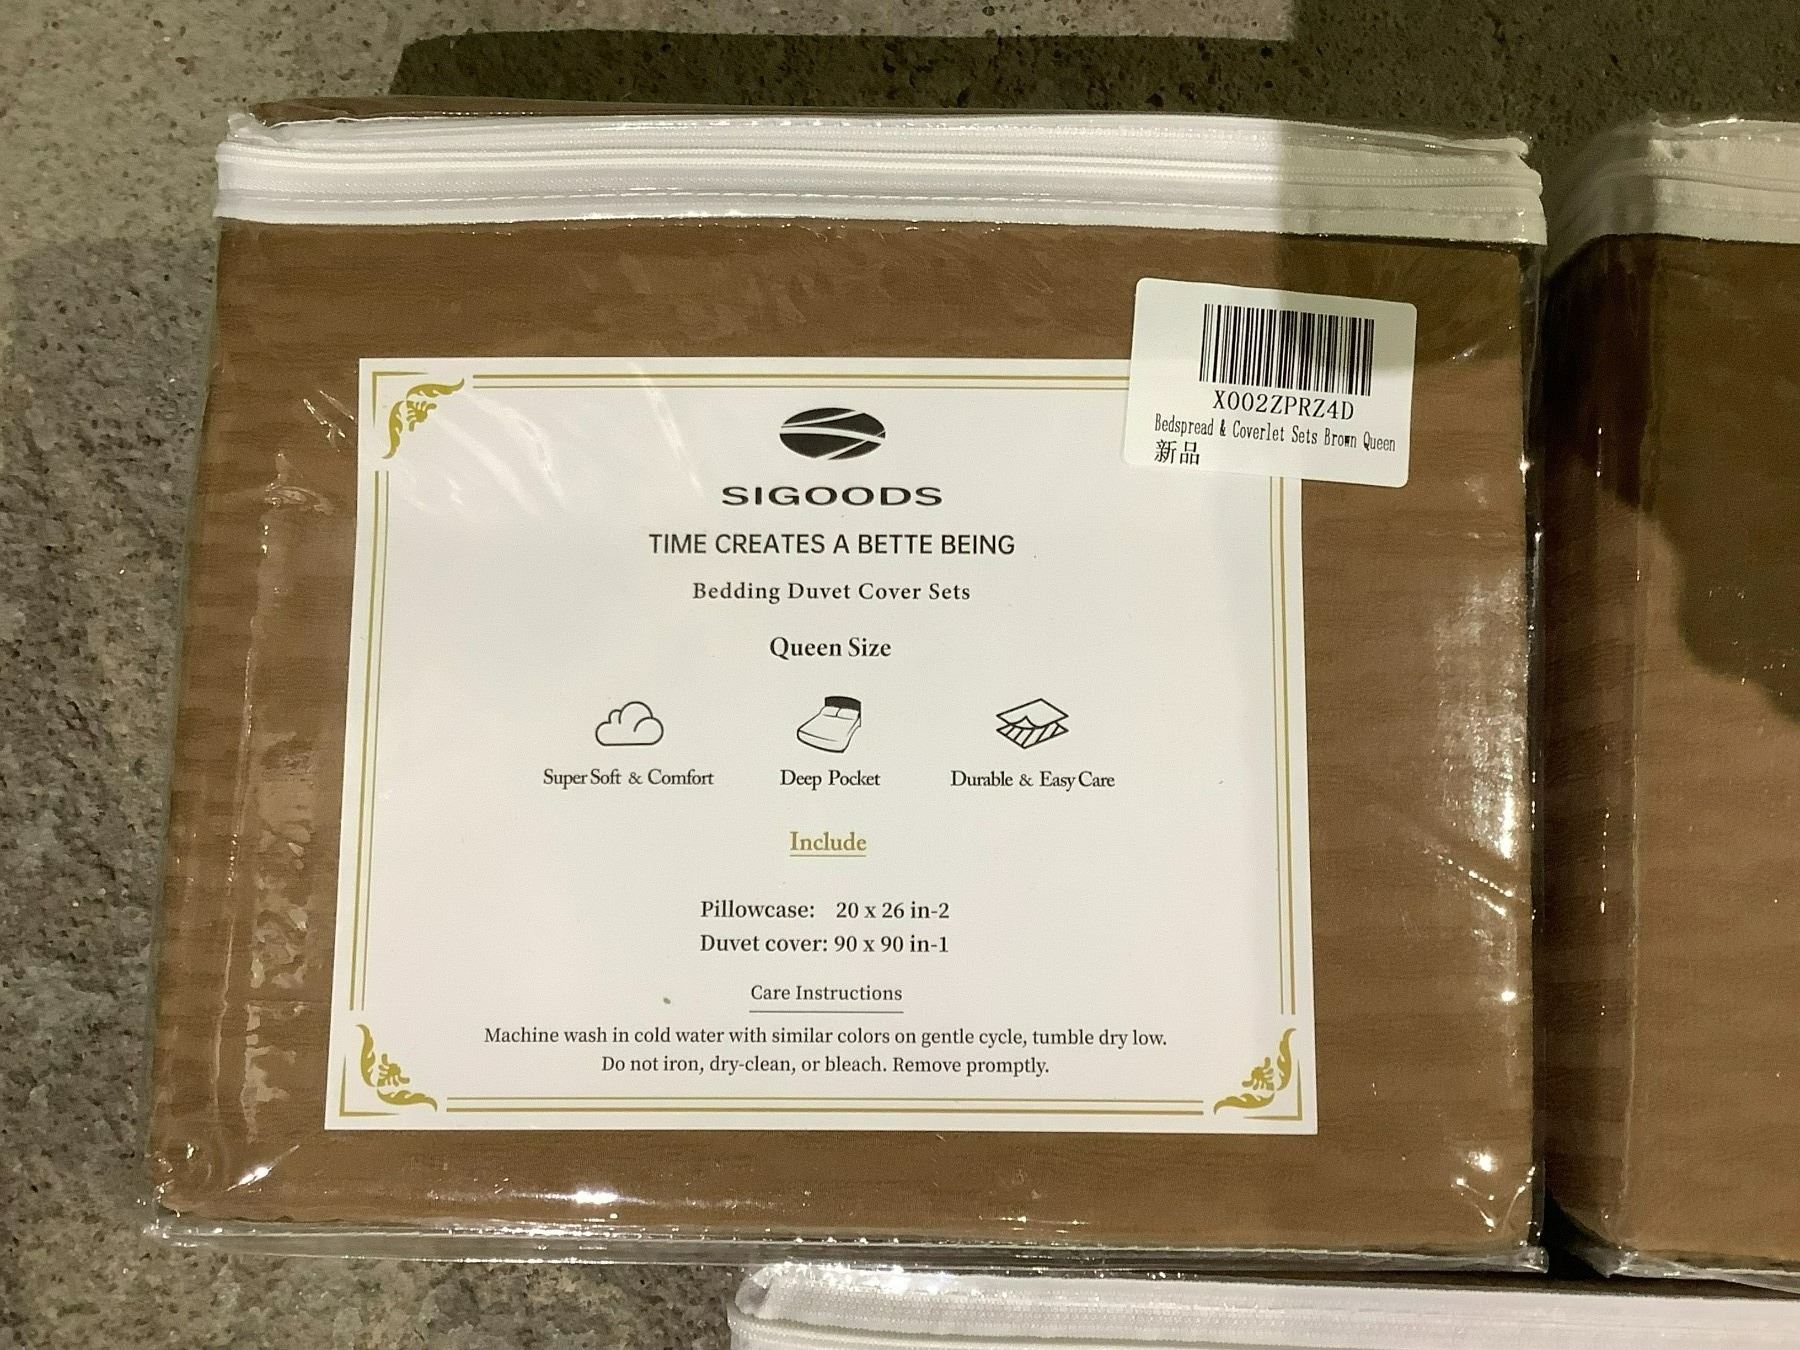 X002ZPRZ4D
Bedspread & Coverlet Sets Brown Queen
新品
SIGOODS
TIME CREATES A BETTE BEING
Bedding Duvet Cover Sets
Queen Size
Super Soft & Comfort
Deep Pocket
Durable & Easy Care
Include
Pillowcase: 20 x 26 in-2
Duvet cover: 90 x 90 in-1
Care Instructions
Machine wash in cold water with similar colors on gentle cycle, tumble dry low.
Do not iron, dry-clean, or bleach. Remove promptly.